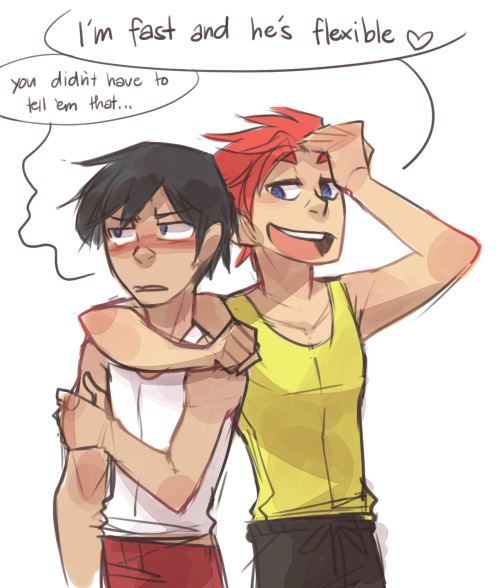 I'm fast and he's flexible ♡
you didn't have to
tell 'em that...